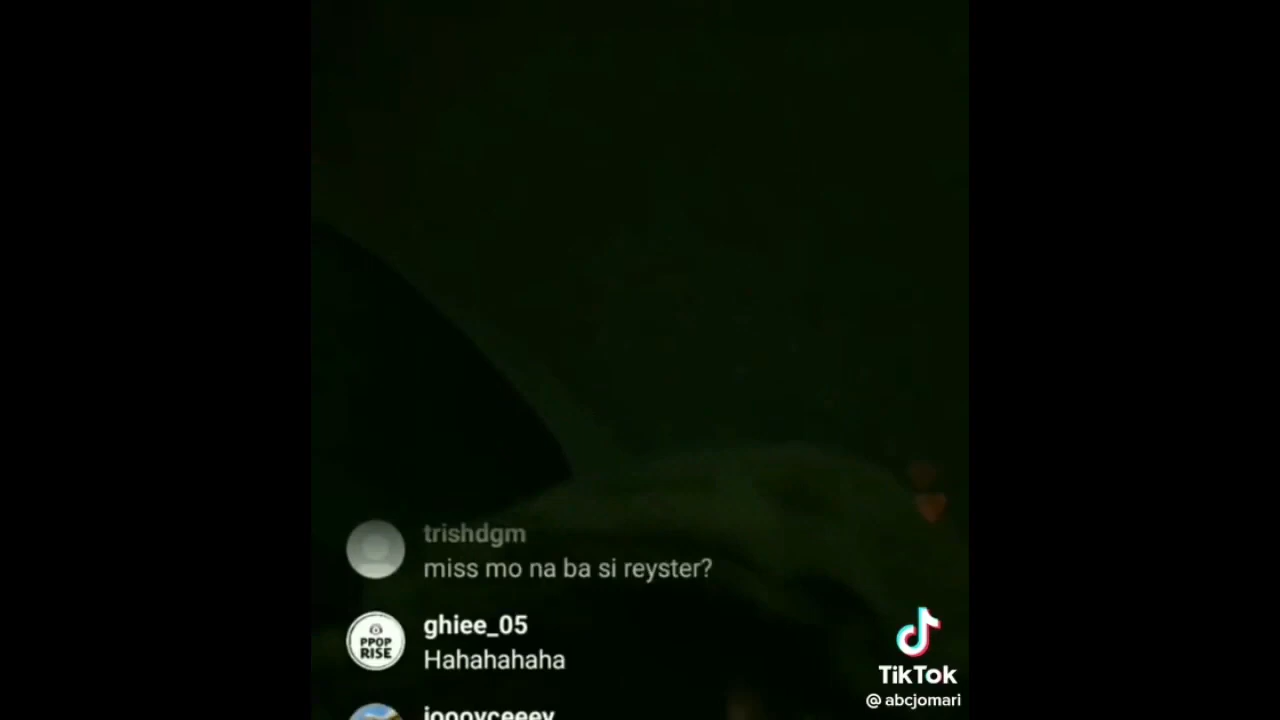 trishdgm
miss mo na ba si reyster?
ghiee_05
PPOP
RISE
Hahahahaha
TikTok
@abcjomari